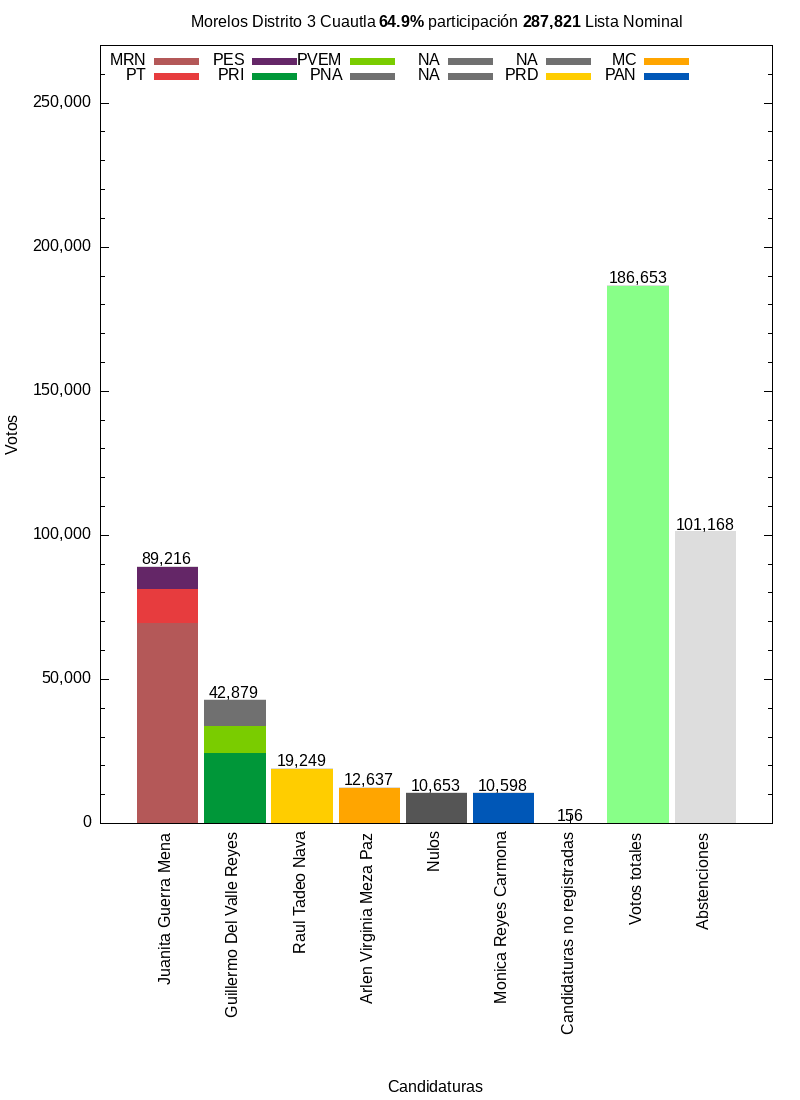 Morelos Distrito 3 Cuautla 64.9% participación 287,821 Lista Nominal
MRN PES PVEM NA NA MC
PT PRI PNA NA PRD PAN
250,000
200,000
150,000
100,000
50,000
0
Votos
89,216
42,879
19,249
12,637
10,653
10,598
156
186,653
101,168
Juanita Guerra Mena
Guillermo Del Valle Reyes
Raul Tadeo Nava
Arlen Virginia Meza Paz
Nulos
Monica Reyes Carmona
Candidaturas no registradas
Votos totales
Abstenciones
Candidaturas